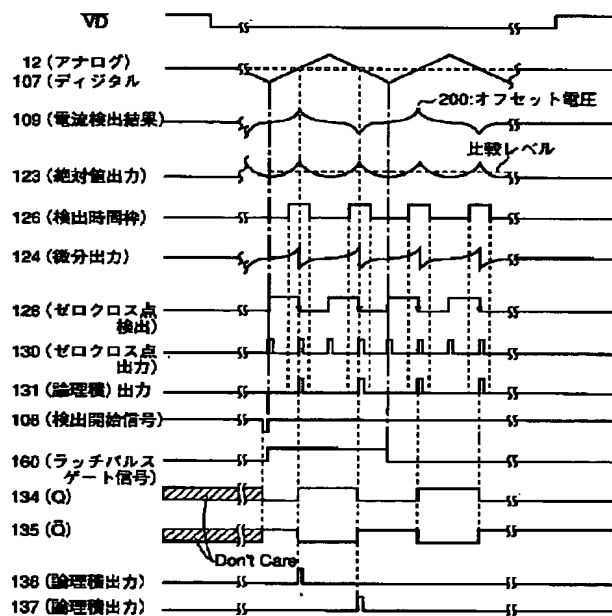 VD
12 (アナログ)
107 (ディジタル
200:オフセット電圧
109 (電流検出結果)
比較レベル
123 (絶対値出力)
126 (検出時間枠)
124 (微分出力)
128 (ゼロクロス点
検出)
130 (ゼロクロス点
出力)
131 (論理積) 出力
108 (検出開始信号)
160 (ラッチパルス
ゲート信号)
134 (Q)
135 (Q̄)
Don't Care
136 (論理積出力)
137 (論理積出力)